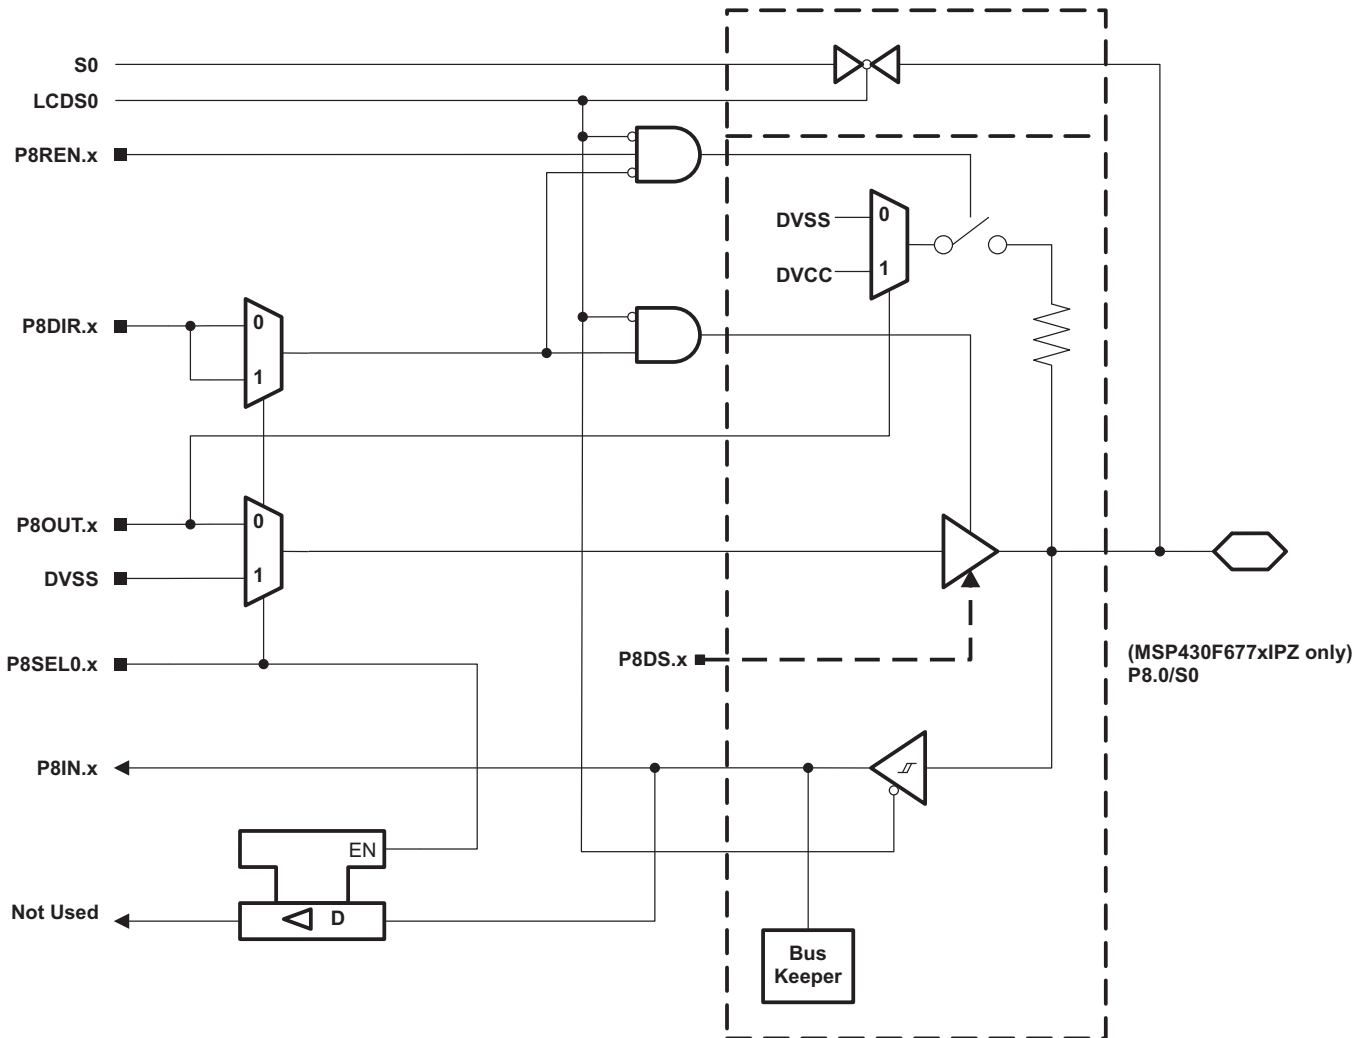 S0
LCDS0
P8REN.x
DVSS
0
DVCC
1
P8DIR.x
0
1
P8OUT.x
0
DVSS
1
P8SEL0.x
P8DS.x
(MSP430F677xIPZ only)
P8.0/S0
P8IN.x
EN
Not Used
D
Bus
Keeper